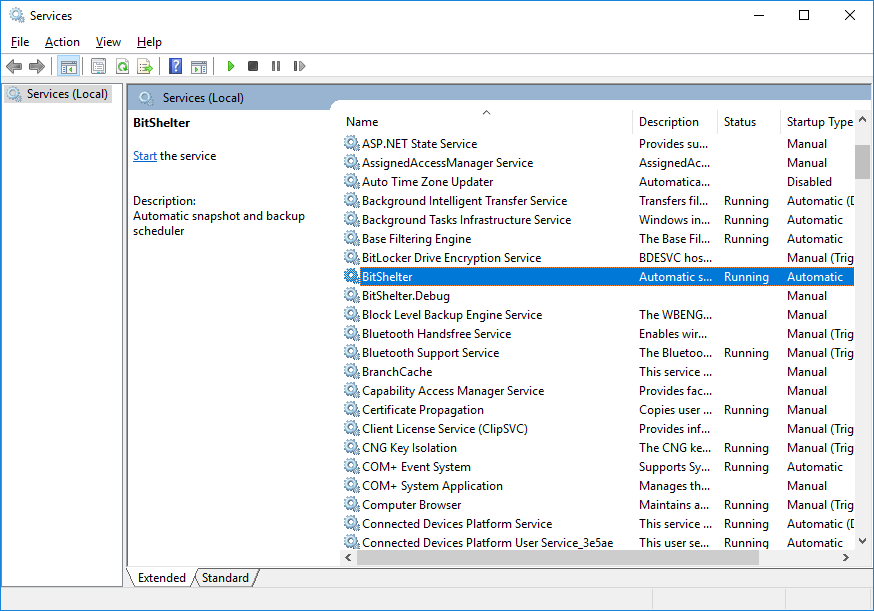 Services
File Action View Help
Services (Local)
Services (Local)
BitShelter
Start the service
Description:
Automatic snapshot and backup
scheduler
Name Description Status Startup Type
ASP.NET State Service Provides su... Manual
AssignedAccessManager Service AssignedAc... Manual
Auto Time Zone Updater Automatica... Disabled
Background Intelligent Transfer Service Transfers fil... Running Automatic (D
Background Tasks Infrastructure Service Windows in... Running Automatic
Base Filtering Engine The Base Fil... Running Automatic
BitLocker Drive Encryption Service BDESVC hos... Manual (Trig
BitShelter Automatic s... Running Automatic
BitShelter.Debug Manual
Block Level Backup Engine Service The WBENG... Manual
Bluetooth Handsfree Service Enables wir... Manual (Trig
Bluetooth Support Service The Bluetoo... Running Manual (Trig
BranchCache This service ... Manual
Capability Access Manager Service Provides fac... Manual
Certificate Propagation Copies user ... Running Manual
Client License Service (ClipSVC) Provides inf... Manual (Trig
CNG Key Isolation The CNG ke... Running Manual (Trig
COM+ Event System Supports Sy... Running Automatic
COM+ System Application Manages th... Manual
Computer Browser Maintains a... Running Manual (Trig
Connected Devices Platform Service This service ... Running Automatic (D
Connected Devices Platform User Service_3e5ae This user se... Running Automatic
Extended Standard